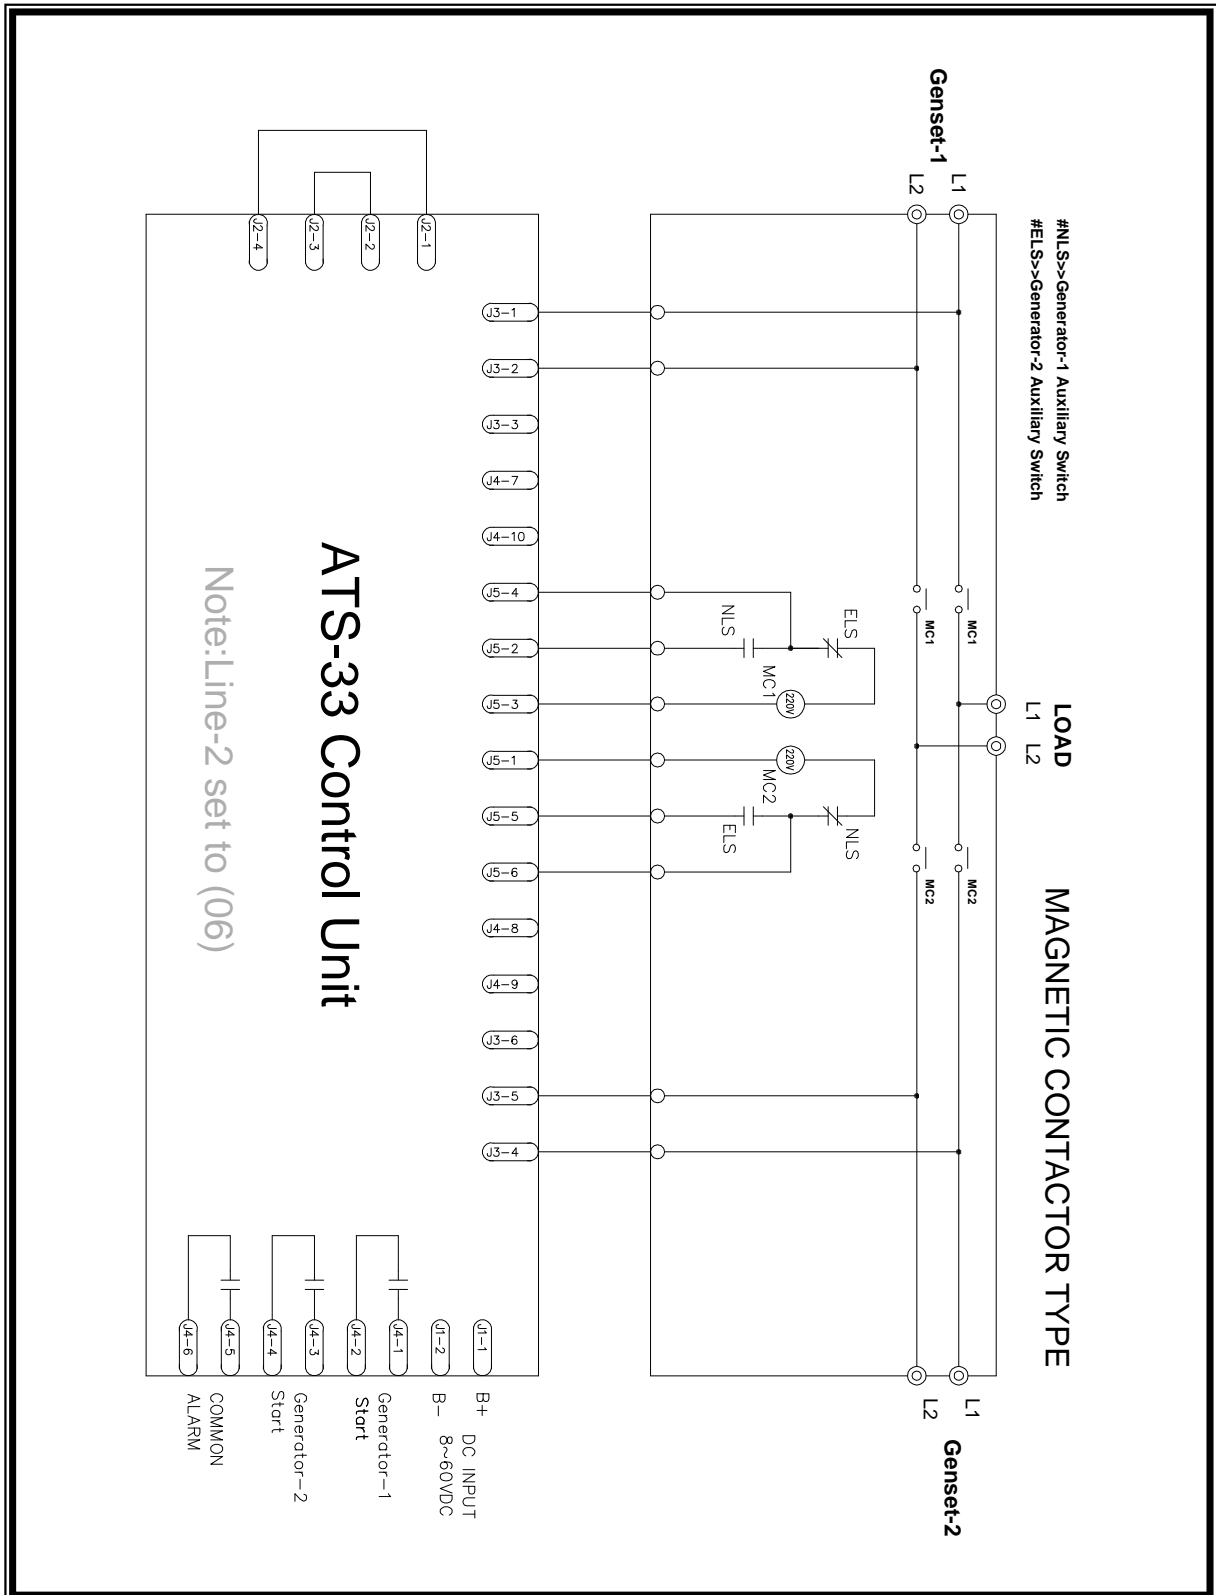 MAGNETIC CONTACTOR TYPE
#NLS>>Generator-1 Auxiliary Switch
#ELS>>Generator-2 Auxiliary Switch
LOAD
L1 L2
Genset-1
L1
L2
MC1
MC1
MC2
MC2
L1
L2
Genset-2
ELS
NLS
MC1
220V
220V
MC2
NLS
ELS
J3-1
J3-2
J3-3
J4-7
J4-10
J5-4
J5-2
J5-3
J5-1
J5-5
J5-6
J4-8
J4-9
J3-6
J3-5
J3-4
J2-1
J2-2
J2-3
J2-4
ATS-33 Control Unit
Note:Line-2 set to (06)
J1-1
B+
DC INPUT
J1-2
B-
8~60VDC
J4-1
Generator-1
J4-2
Start
J4-3
Generator-2
J4-4
Start
J4-5
COMMON
J4-6
ALARM